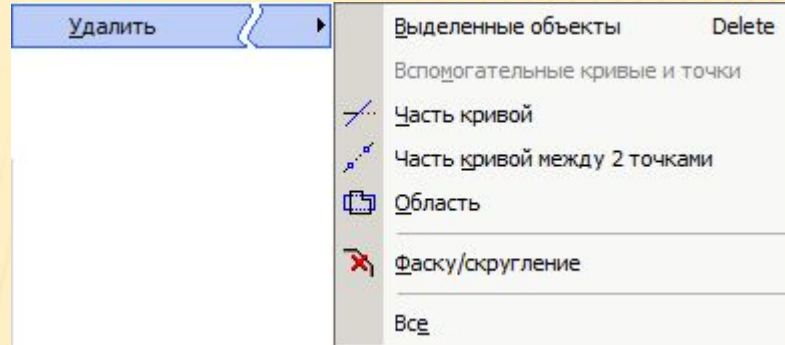 Удалить
Выделенные объекты Delete
Вспомогательные кривые и точки
Часть кривой
Часть кривой между 2 точками
Область
Фаску/скругление
Все